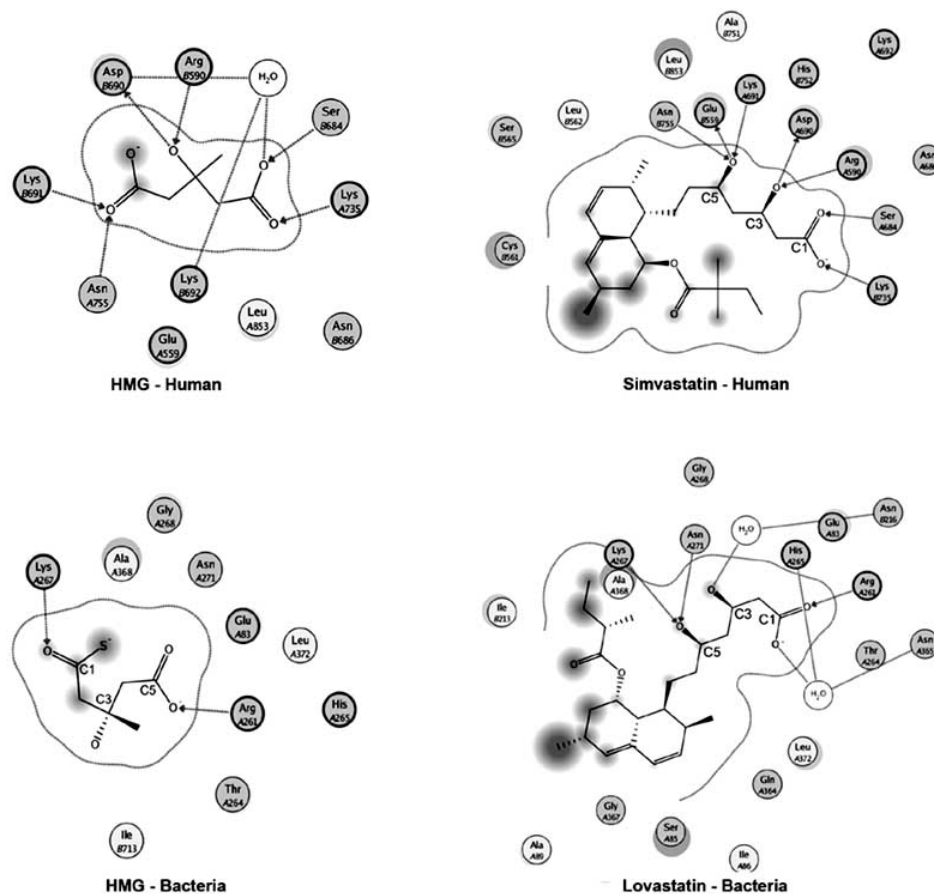 Asp
B690
Arg
B590
H₂O
Ser
B684
O⁻
O
O
Lys
B691
O
O
Lys
A735
Asn
A755
Lys
B692
Leu
A853
Asn
B686
Glu
A559
HMG - Human
Ala
B751
Lys
A692
Leu
B853
Lys
A691
His
B752
Leu
B562
Asn
B755
Glu
B559
Asp
A690
Ser
B565
Arg
A590
C5
C3
O
Ser
A684
Cys
B561
C1
O
O
O⁻
Lys
B735
Simvastatin - Human
Gly
A268
Ala
A368
Lys
A267
Asn
A271
Glu
A83
O
S⁻
O
Leu
A372
C1
C3
C5
O⁻
O
Arg
A261
His
A265
Thr
A264
Ile
B713
HMG - Bacteria
Gly
A268
H₂O
Glu
A83
Asn
B216
Lys
A267
Asn
A271
His
A265
Ala
A368
Arg
A261
Ile
B213
O
O
C3
C1
O
C5
O⁻
Thr
A264
Asn
A365
O
O
H₂O
Leu
A372
Gln
A364
Gly
A367
Ser
A85
Ala
A89
Ile
A86
Lovastatin - Bacteria